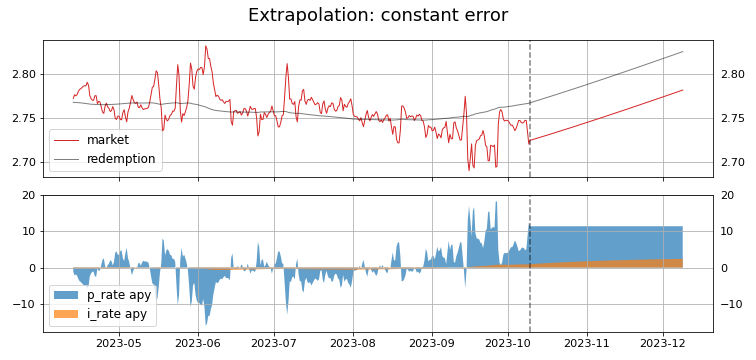 Extrapolation: constant error
2.80 2.80
2.75 2.75
2.70 2.70
market
redemption
20 20
10 10
0 0
−10 −10
p_rate apy
i_rate apy
2023-05 2023-06 2023-07 2023-08 2023-09 2023-10 2023-11 2023-12